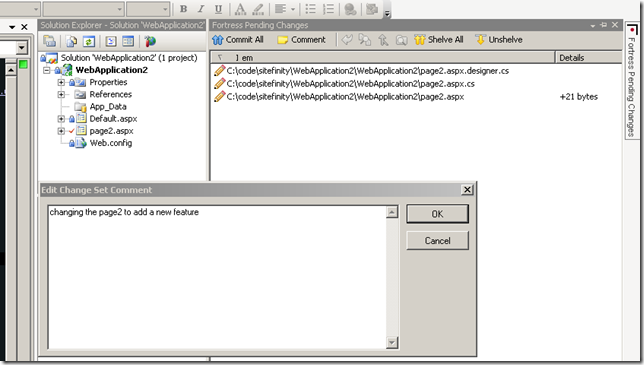 Solution Explorer - Solution 'WebApplication2'
Fortress Pending Changes
Commit All
Comment
Shelve All
Unshelve
Solution 'WebApplication2' (1 project)
WebApplication2
Properties
References
App_Data
Default.aspx
page2.aspx
Web.config
Details
C:\code\sitefinity\WebApplication2\WebApplication2\page2.aspx.designer.cs
C:\code\sitefinity\WebApplication2\WebApplication2\page2.aspx.cs
C:\code\sitefinity\WebApplication2\WebApplication2\page2.aspx +21 bytes
Fortress Pending Changes
Edit Change Set Comment
changing the page2 to add a new feature
OK
Cancel